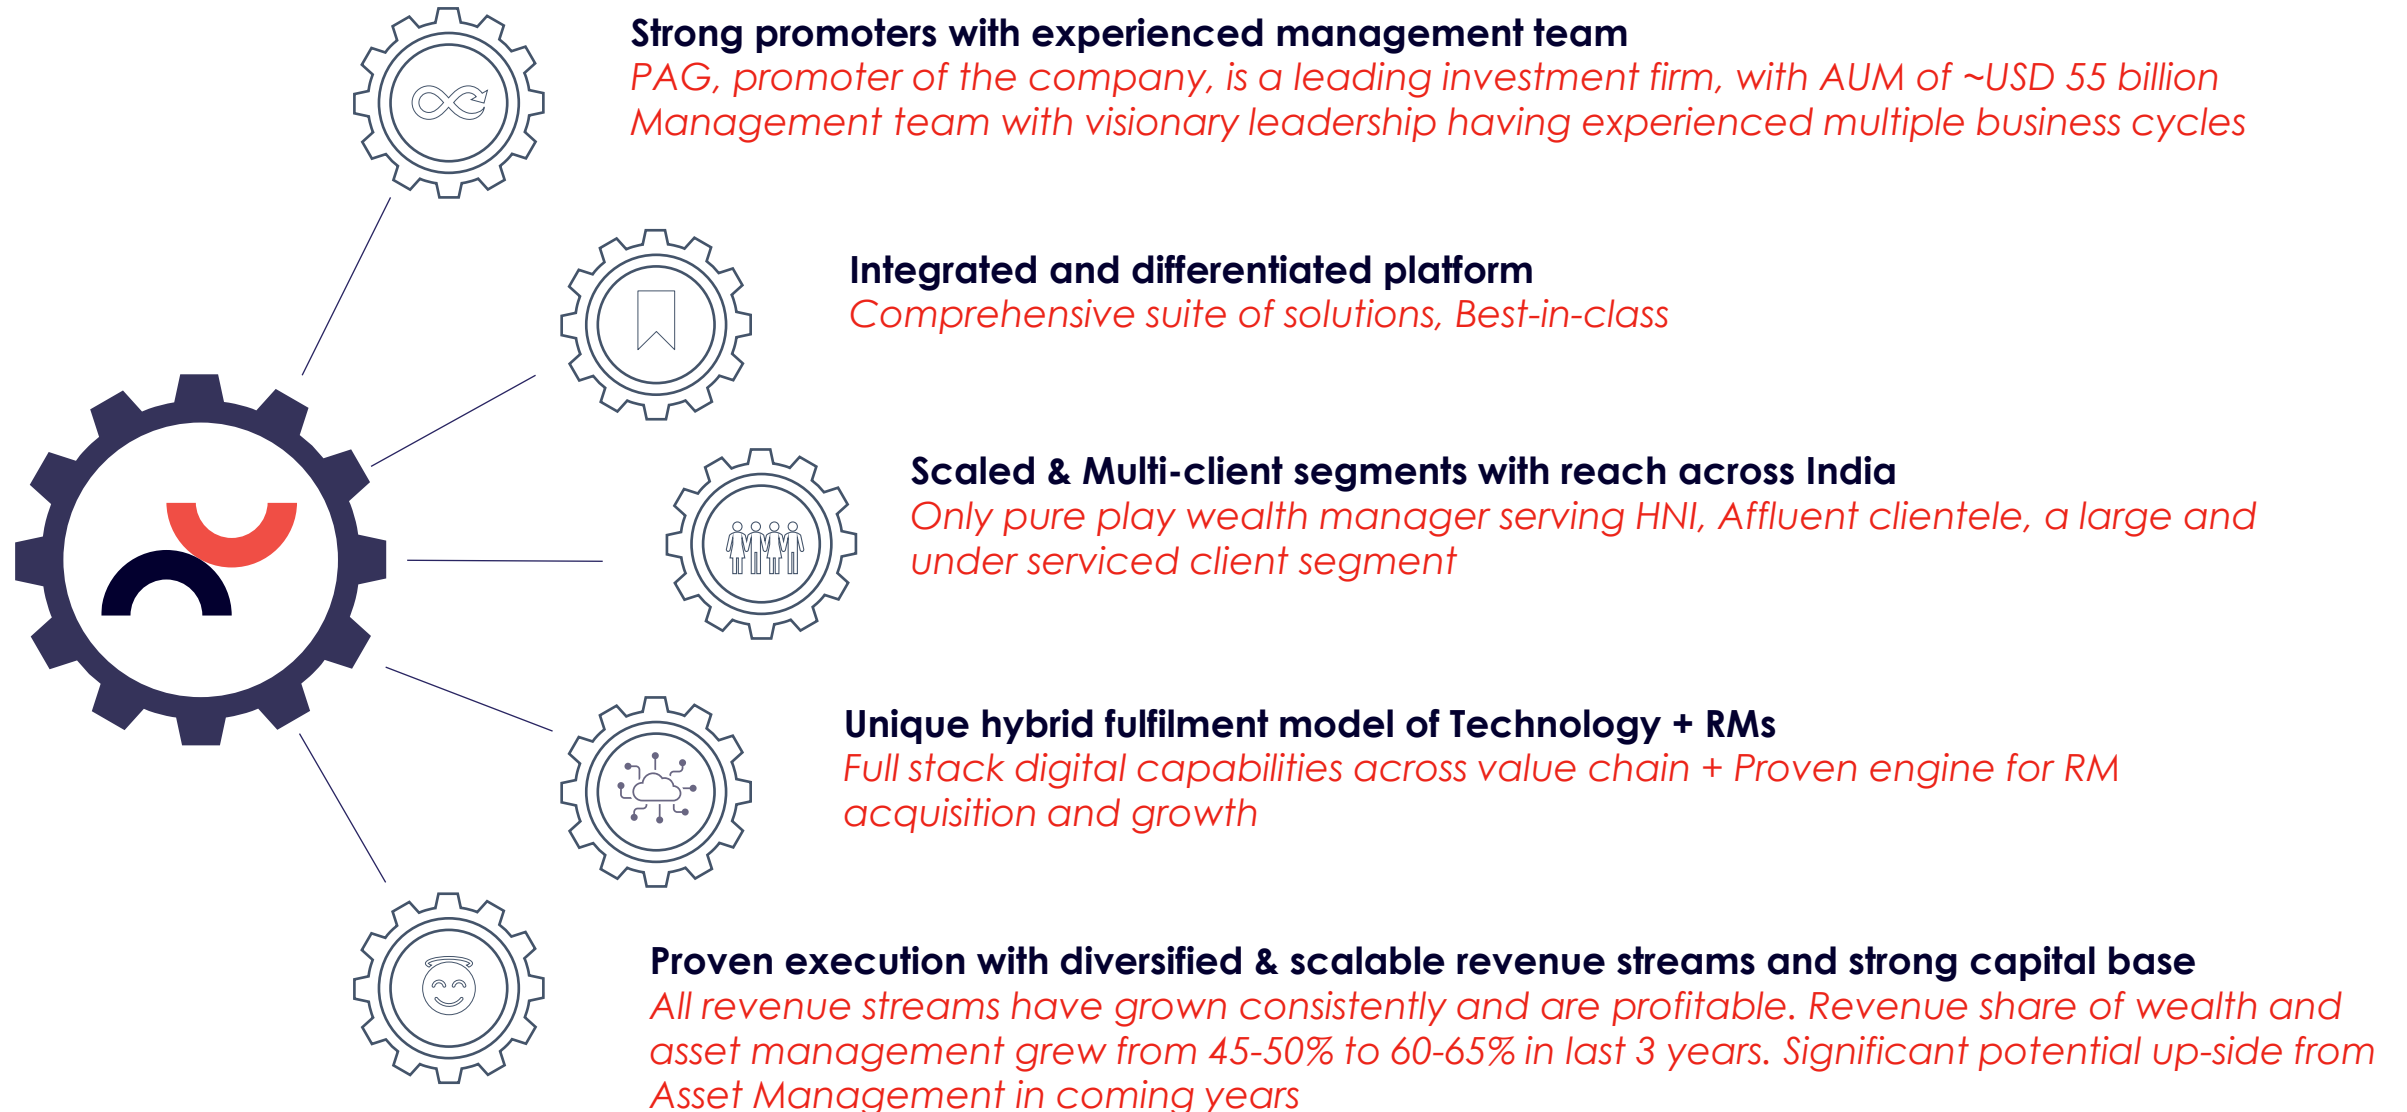 Strong promoters with experienced management team
PAG, promoter of the company, is a leading investment firm, with AUM of ~USD 55 billion
Management team with visionary leadership having experienced multiple business cycles
Integrated and differentiated platform
Comprehensive suite of solutions, Best-in-class
Scaled & Multi-client segments with reach across India
Only pure play wealth manager serving HNI, Affluent clientele, a large and
under serviced client segment
Unique hybrid fulfilment model of Technology + RMs
Full stack digital capabilities across value chain + Proven engine for RM
acquisition and growth
Proven execution with diversified & scalable revenue streams and strong capital base
All revenue streams have grown consistently and are profitable. Revenue share of wealth and
asset management grew from 45-50% to 60-65% in last 3 years. Significant potential up-side from
Asset Management in coming years